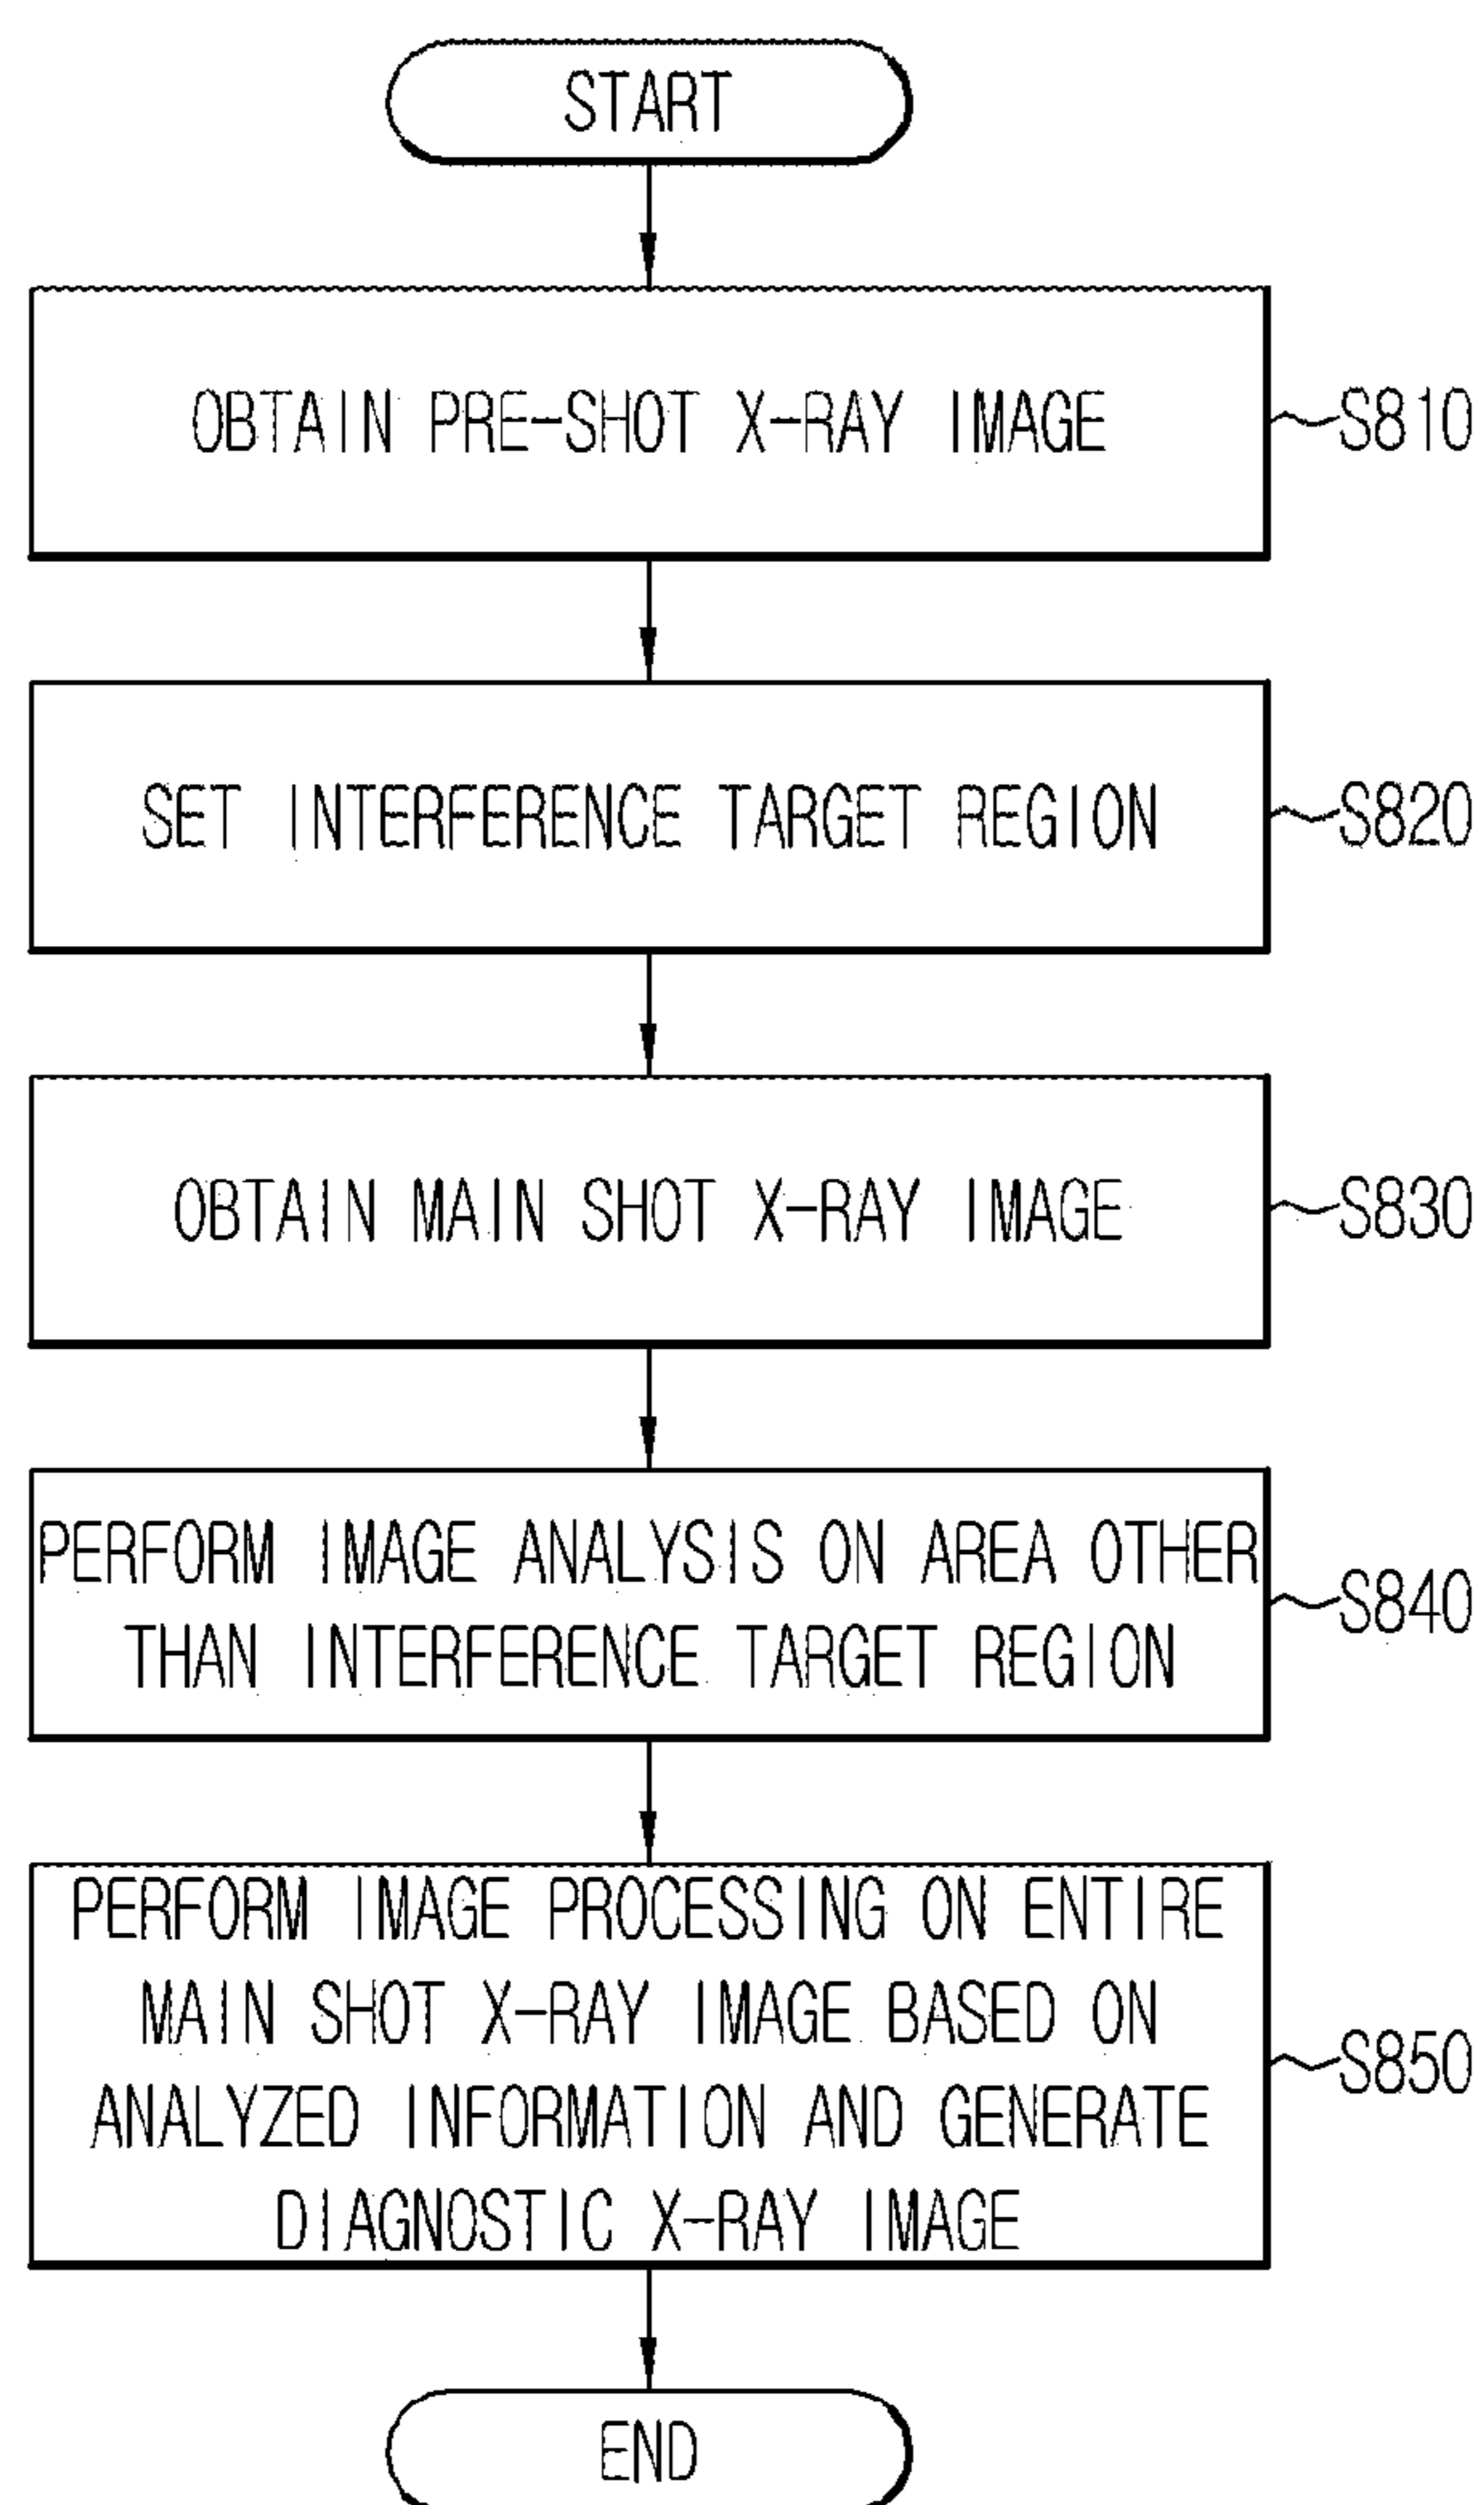 START
OBTAIN PRE-SHOT X-RAY IMAGE
S810
SET INTERFERENCE TARGET REGION
S820
OBTAIN MAIN SHOT X-RAY IMAGE
S830
PERFORM IMAGE ANALYSIS ON AREA OTHER
THAN INTERFERENCE TARGET REGION
S840
PERFORM IMAGE PROCESSING ON ENTIRE
MAIN SHOT X-RAY IMAGE BASED ON
ANALYZED INFORMATION AND GENERATE
DIAGNOSTIC X-RAY IMAGE
S850
END